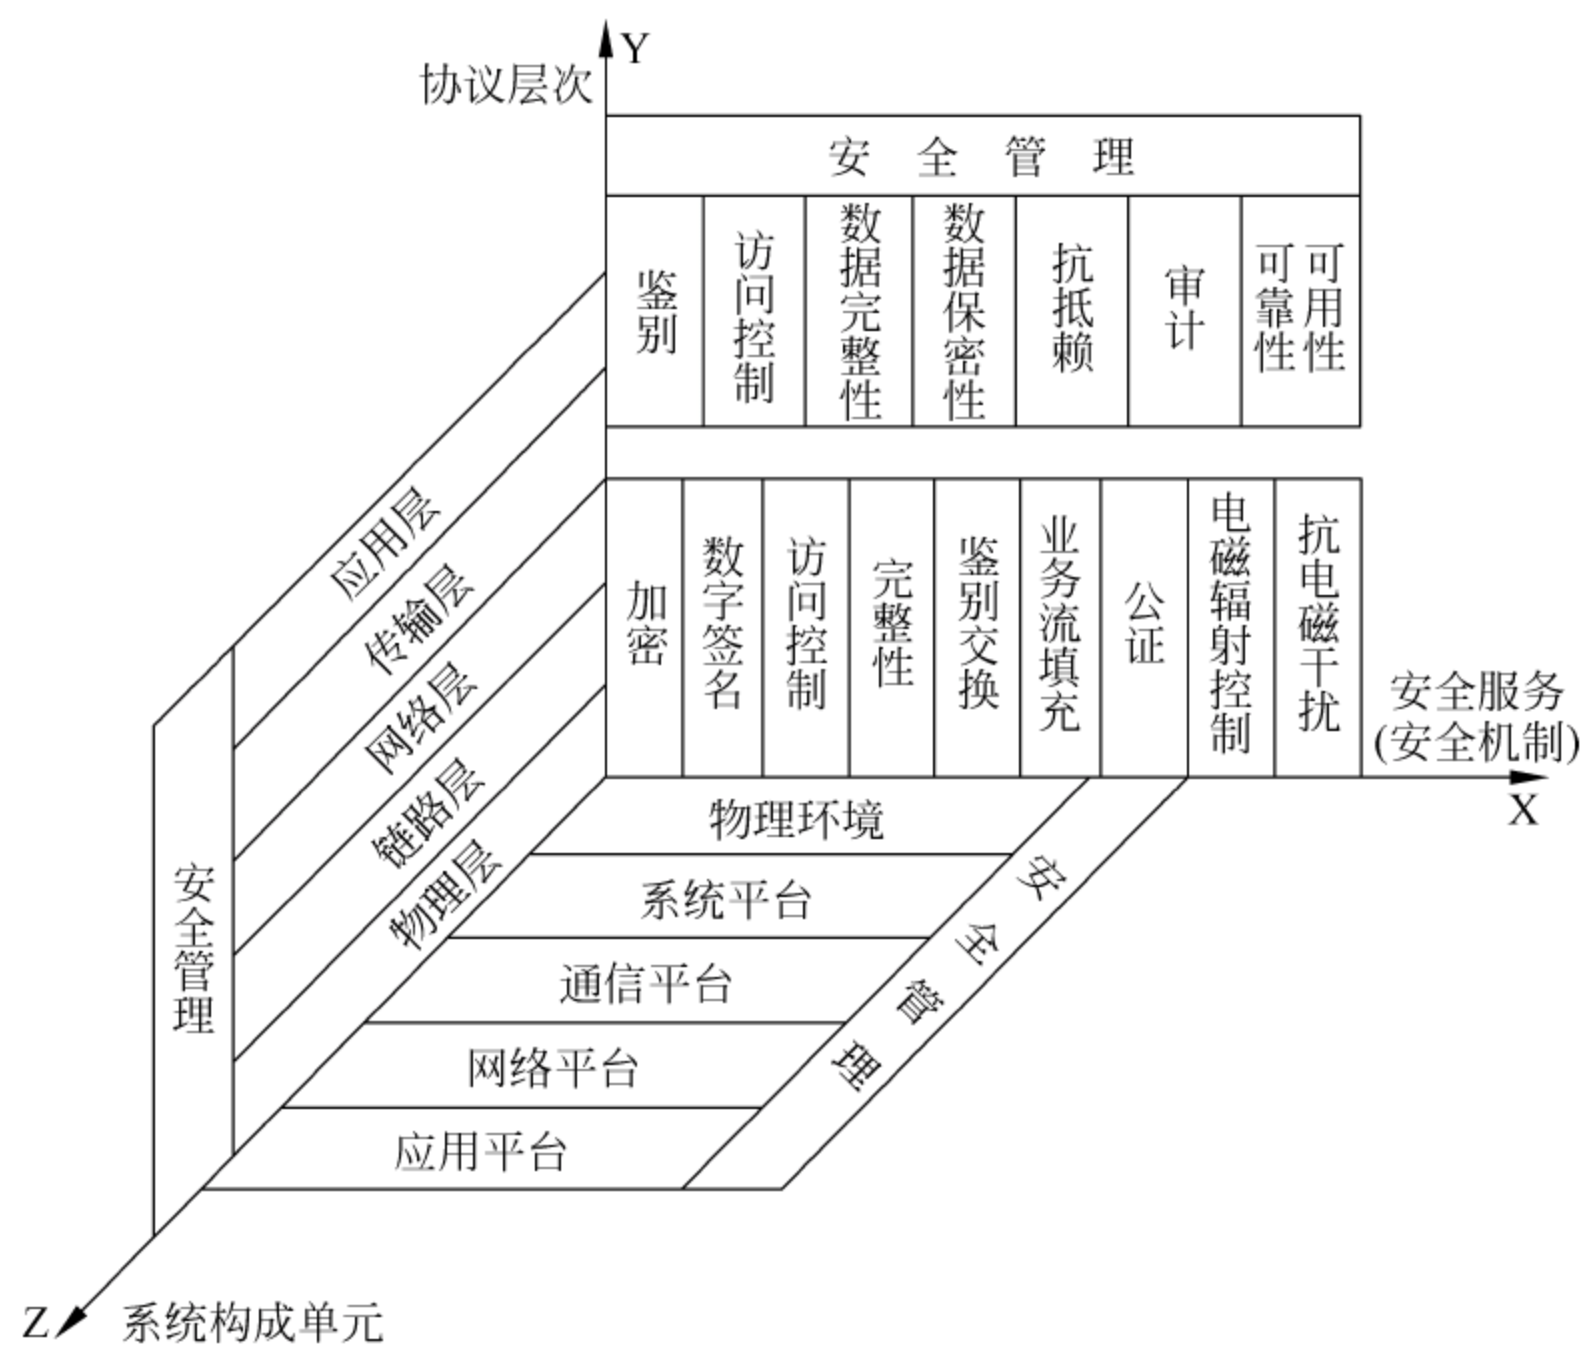 Y
协议层次
安全管理
鉴别
访问控制
数据完整性
数据保密性
抗抵赖
审计
可靠性
可用性
加密
数字签名
访问控制
完整性
鉴别交换
业务流填充
公证
电磁辐射控制
抗电磁干扰
安全服务
(安全机制)
X
应用层
传输层
网络层
链路层
物理层
安全管理
物理环境
系统平台
通信平台
网络平台
应用平台
安全管理
Z
系统构成单元